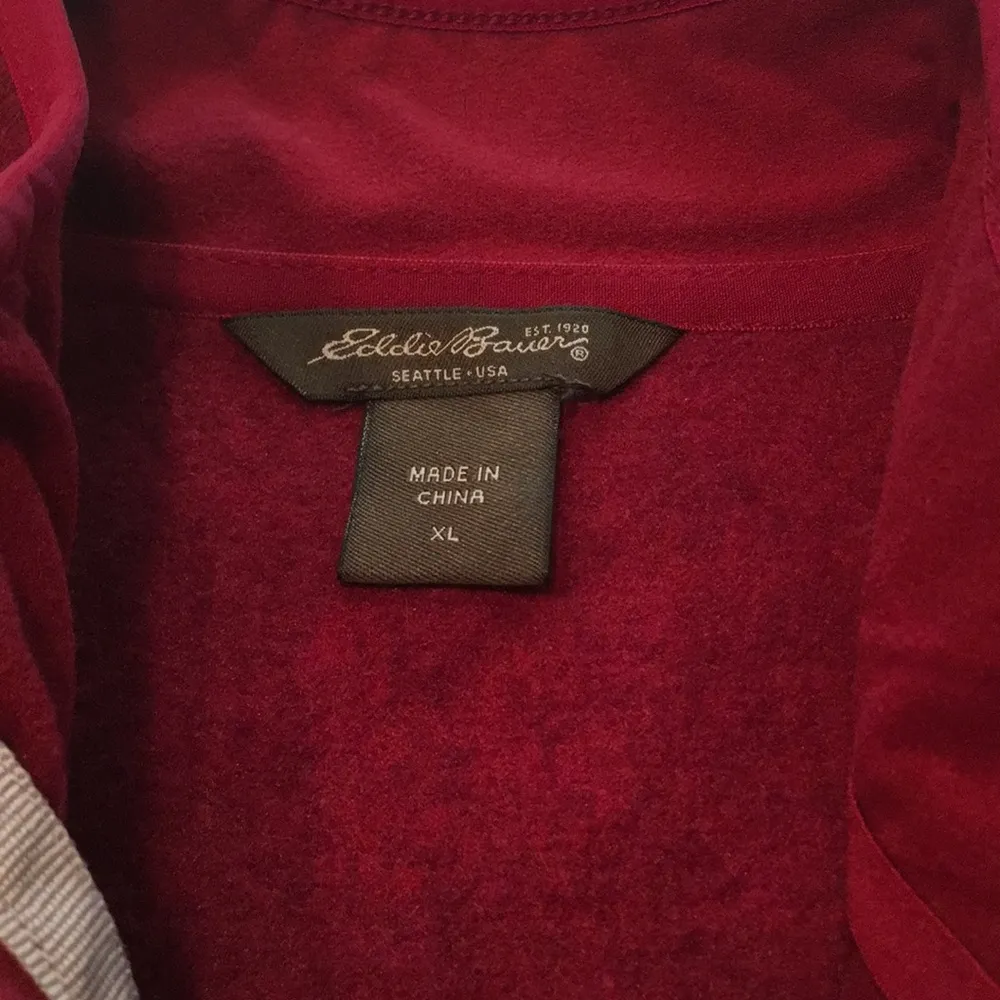 Eddie Bauer®
EST. 1920
SEATTLE • USA
MADE IN
CHINA
XL